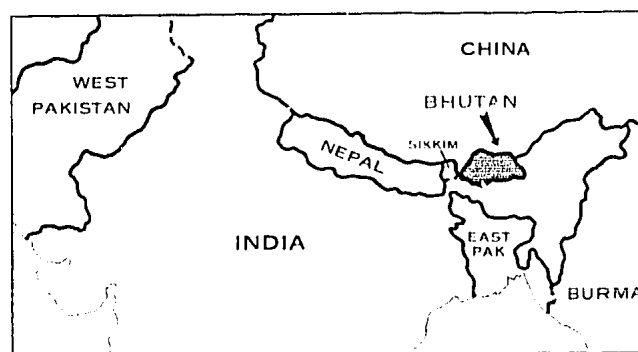 CHINA
WEST
PAKISTAN
BHUTAN
SIKKIM
NEPAL
EAST
PAK
INDIA
BURMA